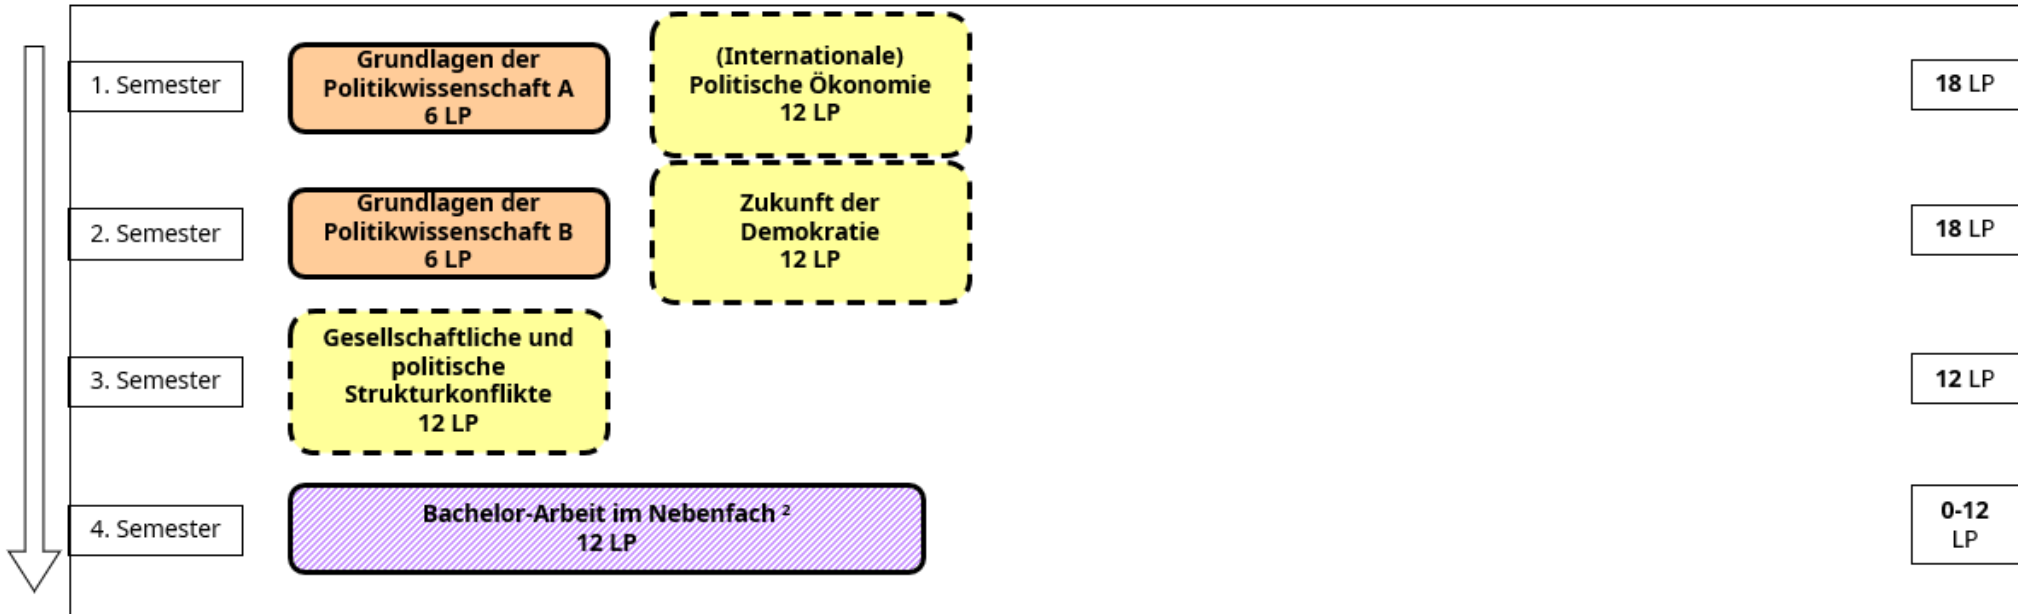 1. Semester
Grundlagen der
Politikwissenschaft A
6 LP
(Internationale)
Politische Ökonomie
12 LP
18 LP
2. Semester
Grundlagen der
Politikwissenschaft B
6 LP
Zukunft der
Demokratie
12 LP
18 LP
3. Semester
Gesellschaftliche und
politische
Strukturkonflikte
12 LP
12 LP
4. Semester
Bachelor-Arbeit im Nebenfach ²
12 LP
0-12
LP